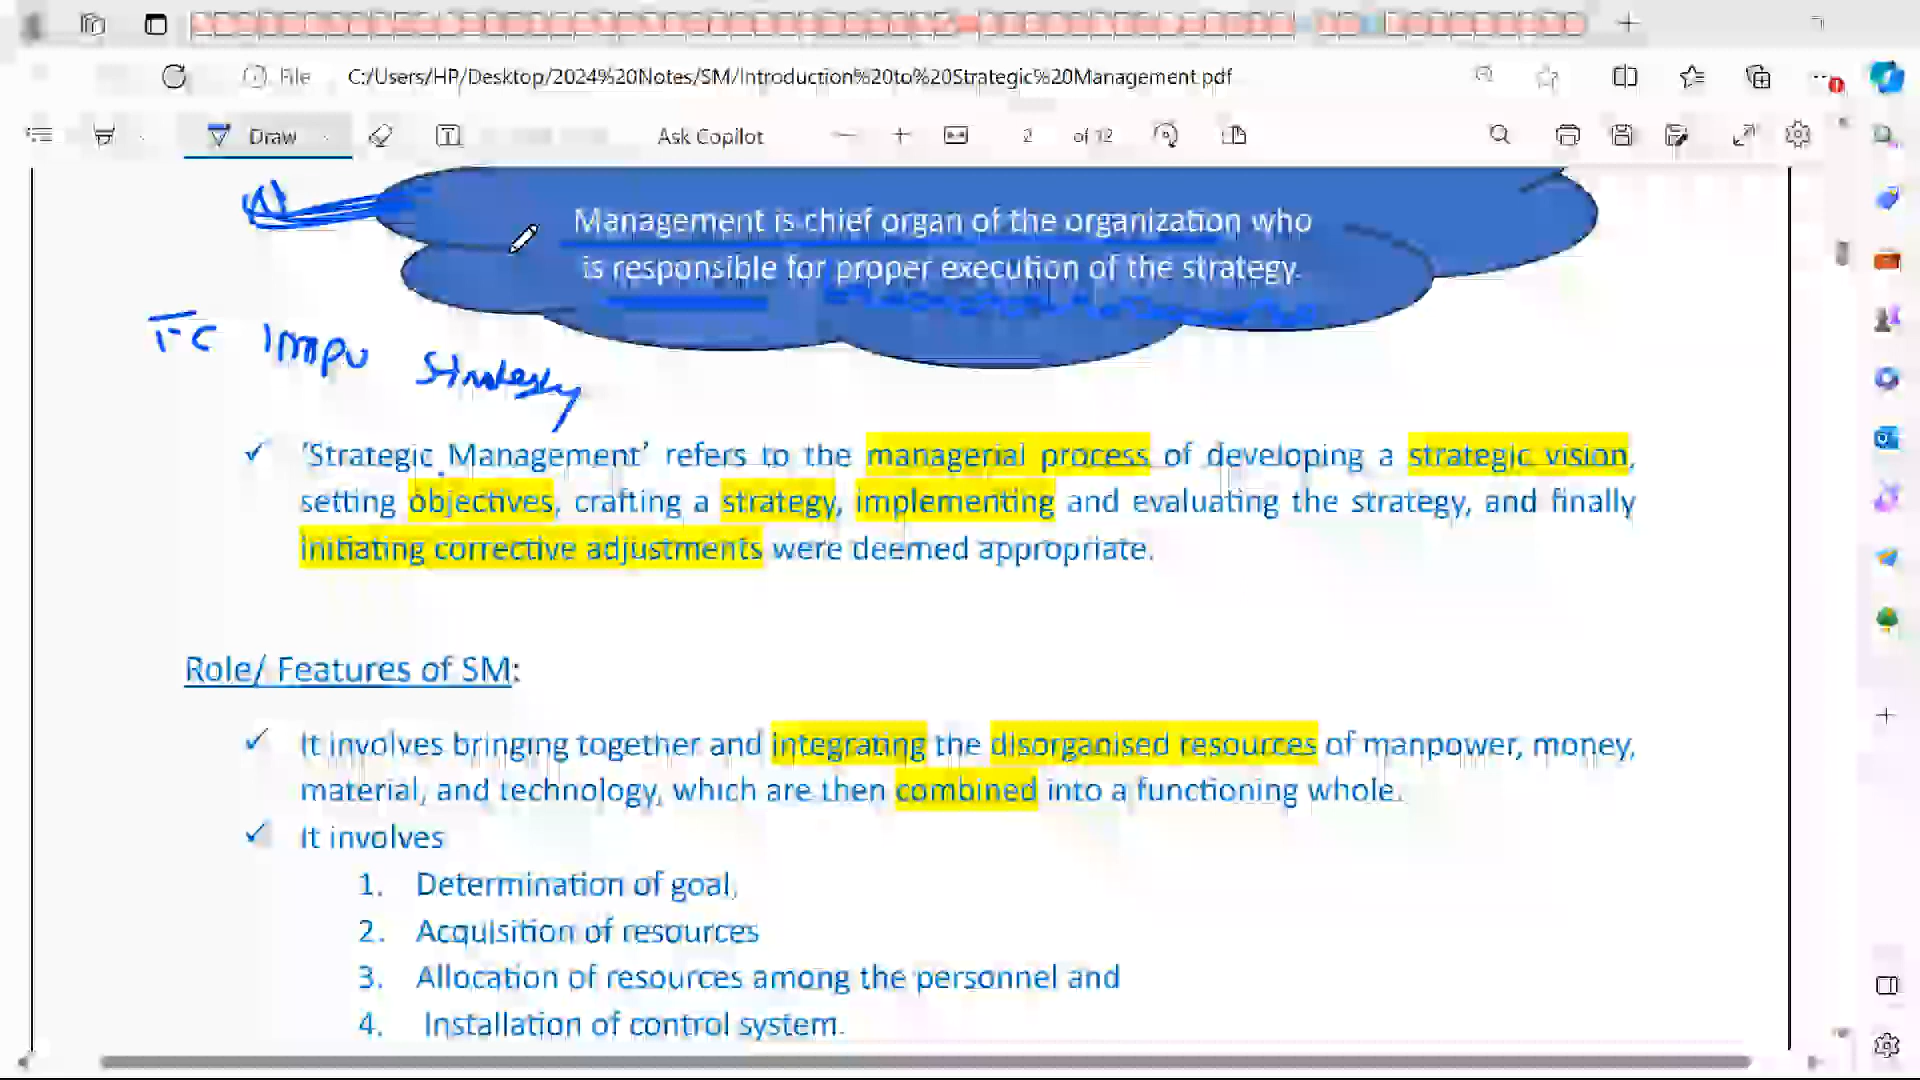 File C:/Users/HP/Desktop/2024%20Notes/SM/Introduction%20to%20Strategic%20Management.pdf
Draw Ask Copilot 2 of 12
Management is chief organ of the organization who
is responsible for proper execution of the strategy.
Strategy
✓ ‘Strategic Management’ refers to the managerial process of developing a strategic vision,
setting objectives, crafting a strategy, implementing and evaluating the strategy, and finally
initiating corrective adjustments were deemed appropriate.
Role/ Features of SM:
✓ It involves bringing together and integrating the disorganised resources of manpower, money,
material, and technology, which are then combined into a functioning whole.
✓ It involves
1. Determination of goal,
2. Acquisition of resources
3. Allocation of resources among the personnel and
4. Installation of control system.